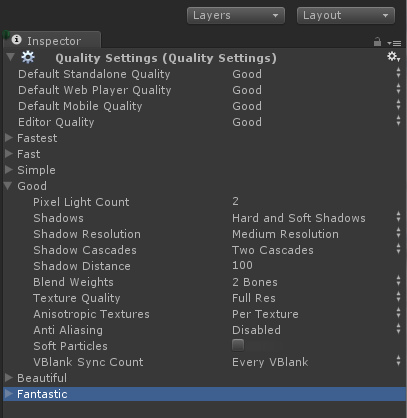 Layers Layout
Inspector
Quality Settings (Quality Settings)
Default Standalone Quality Good
Default Web Player Quality Good
Default Mobile Quality Good
Editor Quality Good
Fastest
Fast
Simple
Good
Pixel Light Count 2
Shadows Hard and Soft Shadows
Shadow Resolution Medium Resolution
Shadow Cascades Two Cascades
Shadow Distance 100
Blend Weights 2 Bones
Texture Quality Full Res
Anisotropic Textures Per Texture
Anti Aliasing Disabled
Soft Particles
VBlank Sync Count Every VBlank
Beautiful
Fantastic